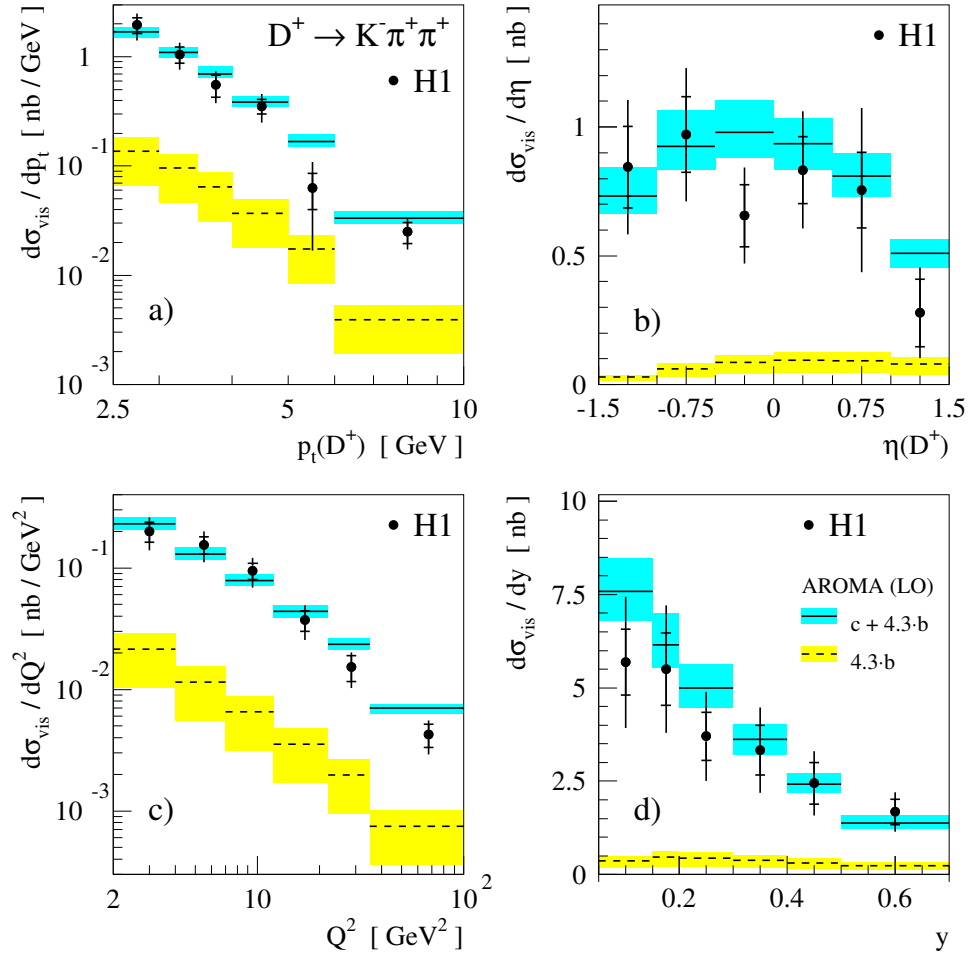 dσ_vis / dp_t [ nb / GeV ]
D⁺ → K⁻π⁺π⁺
H1
1
10⁻¹
10⁻²
10⁻³
a)
2.5 5 10
p_t(D⁺) [ GeV ]
dσ_vis / dη [ nb ]
H1
1
0.5
0
b)
-1.5 -0.75 0 0.75 1.5
η(D⁺)
dσ_vis / dQ² [ nb / GeV² ]
H1
10⁻¹
10⁻²
10⁻³
c)
2 10 10²
Q² [ GeV² ]
dσ_vis / dy [ nb ]
H1
AROMA (LO)
c + 4.3·b
4.3·b
10
7.5
5
2.5
0
d)
0.2 0.4 0.6
y